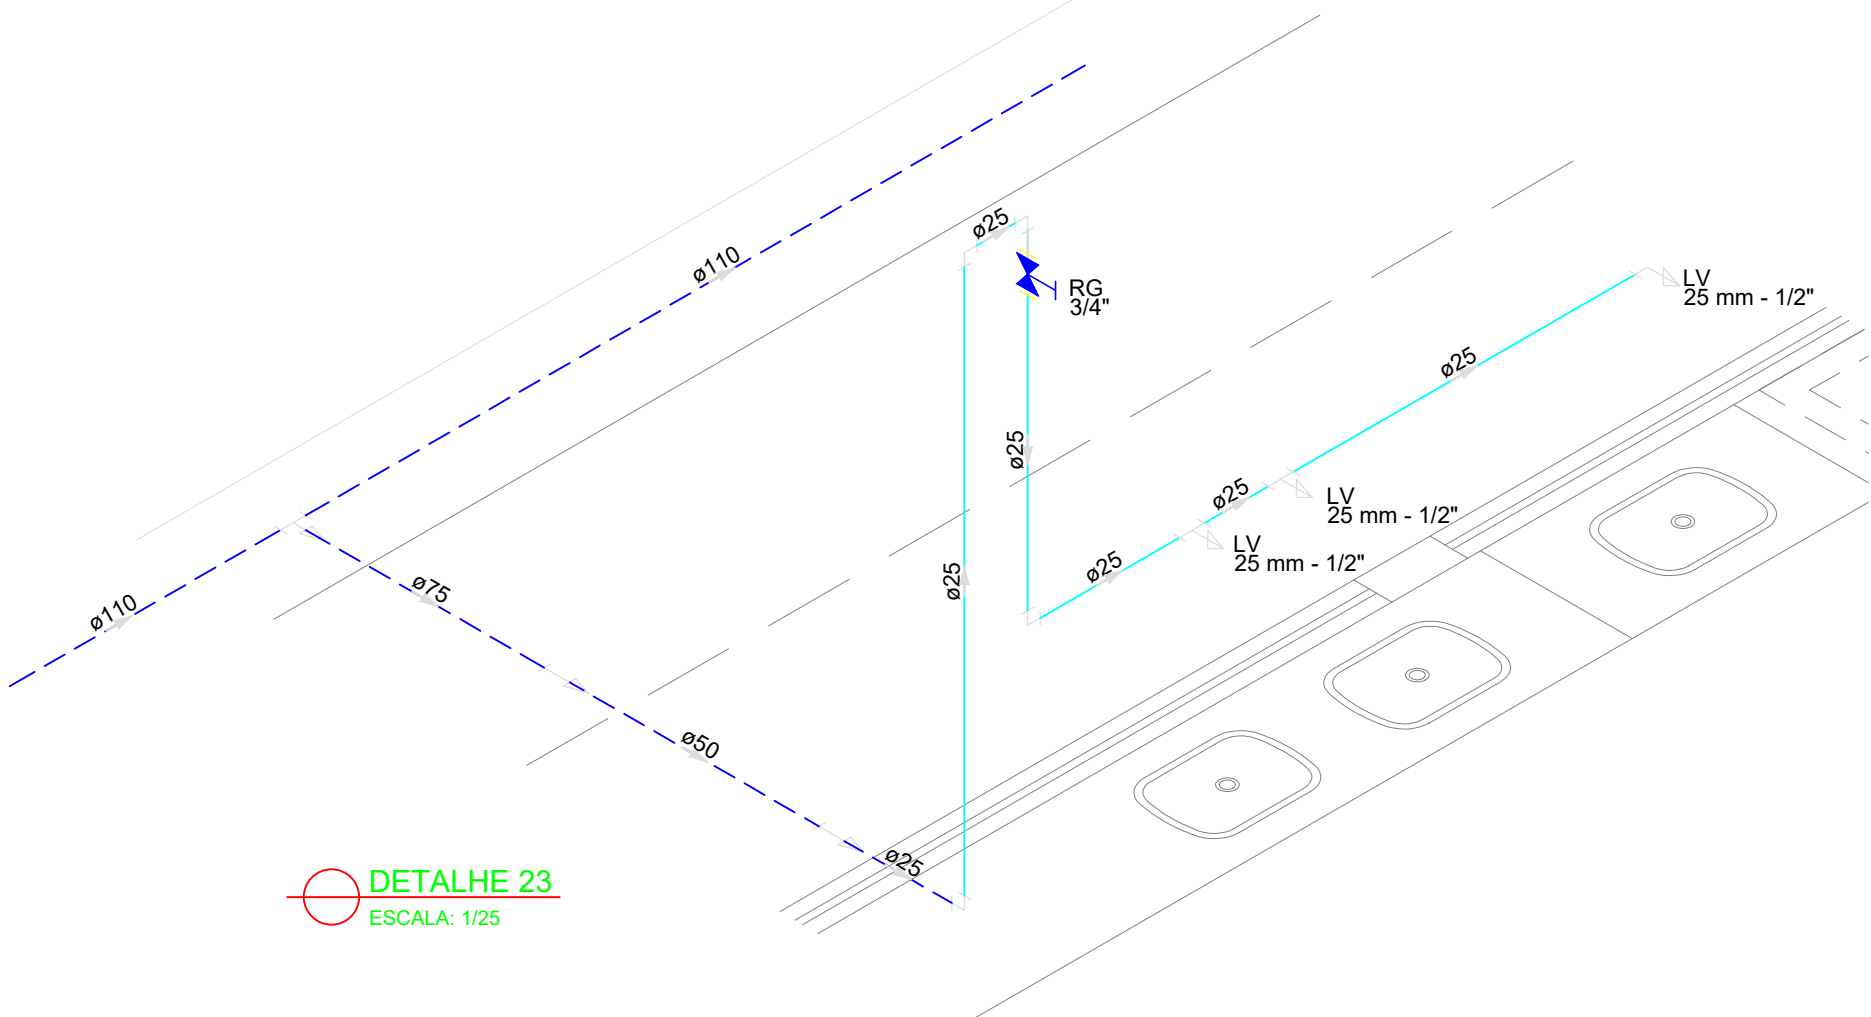 ø110
ø25
RG
3/4"
LV
25 mm - 1/2"
ø25
ø25
ø25
LV
25 mm - 1/2"
LV
25 mm - 1/2"
ø25
ø25
ø75
ø110
ø50
ø25
DETALHE 23
ESCALA: 1/25